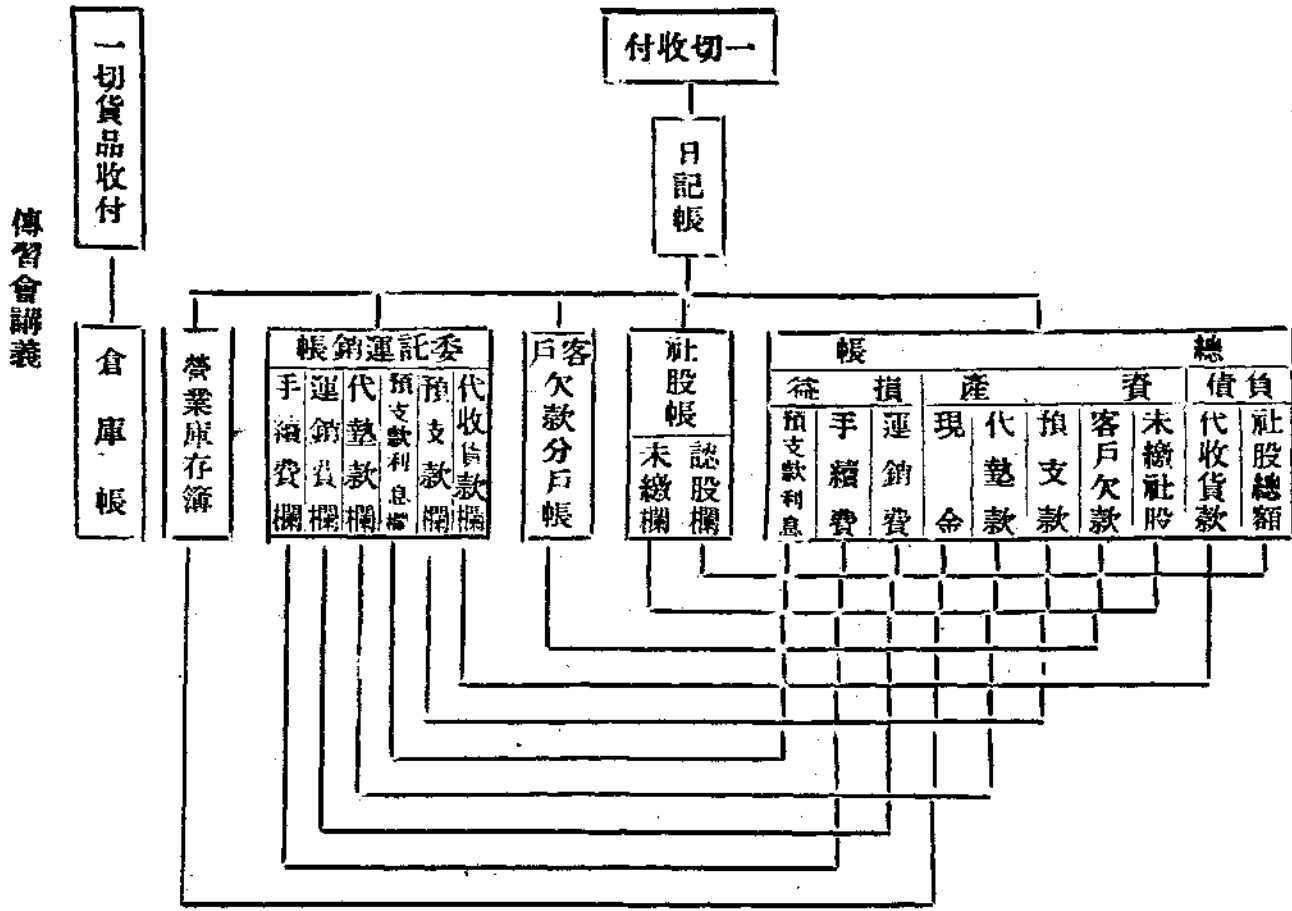 一切收付
日記帳
總帳
負債
社股總額
代收貨款
資產
未繳社股
客戶欠款
預支款
代墊款
現金
損益
運銷費
手續費
預支款利息
社股帳
認股欄
未繳欄
客戶欠款分戶帳
委託運銷帳
代收貨款欄
預支款欄
預支款利息欄
代墊款欄
運銷費欄
手續費欄
營業庫存簿
一切貨品收付
倉庫帳
傳習會講義